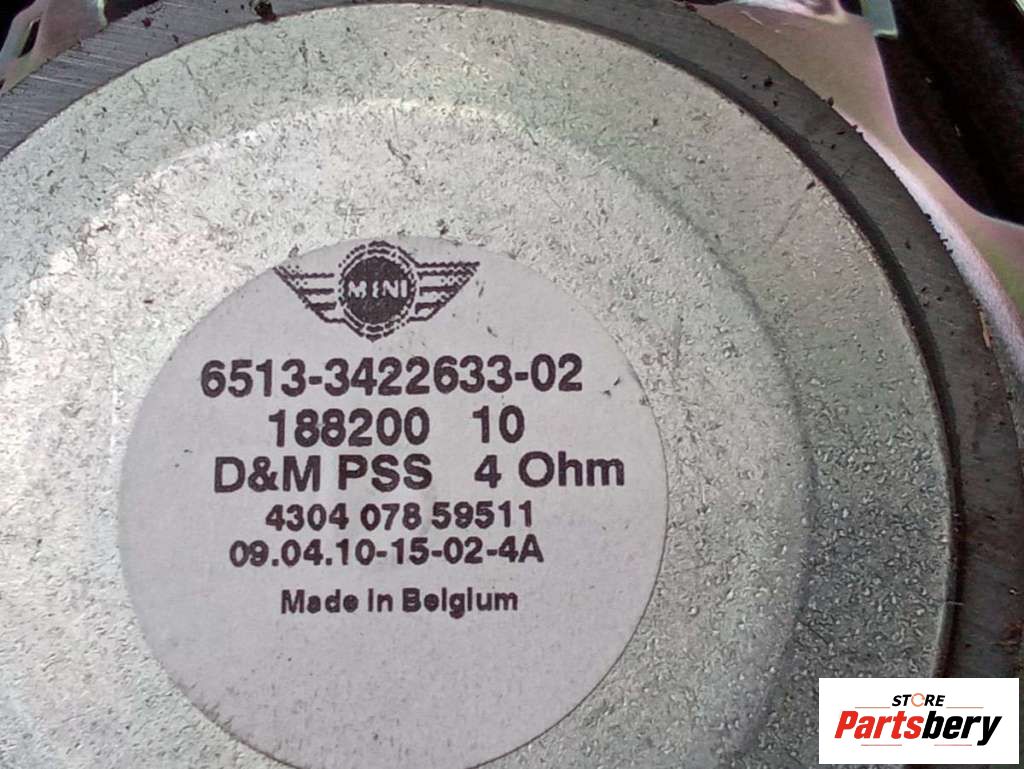 MINI
6513-3422633-02
188200 10
D&M PSS 4 Ohm
4304 078 59511
09.04.10-15-02-4A
Made in Belgium
STORE
Partsbery